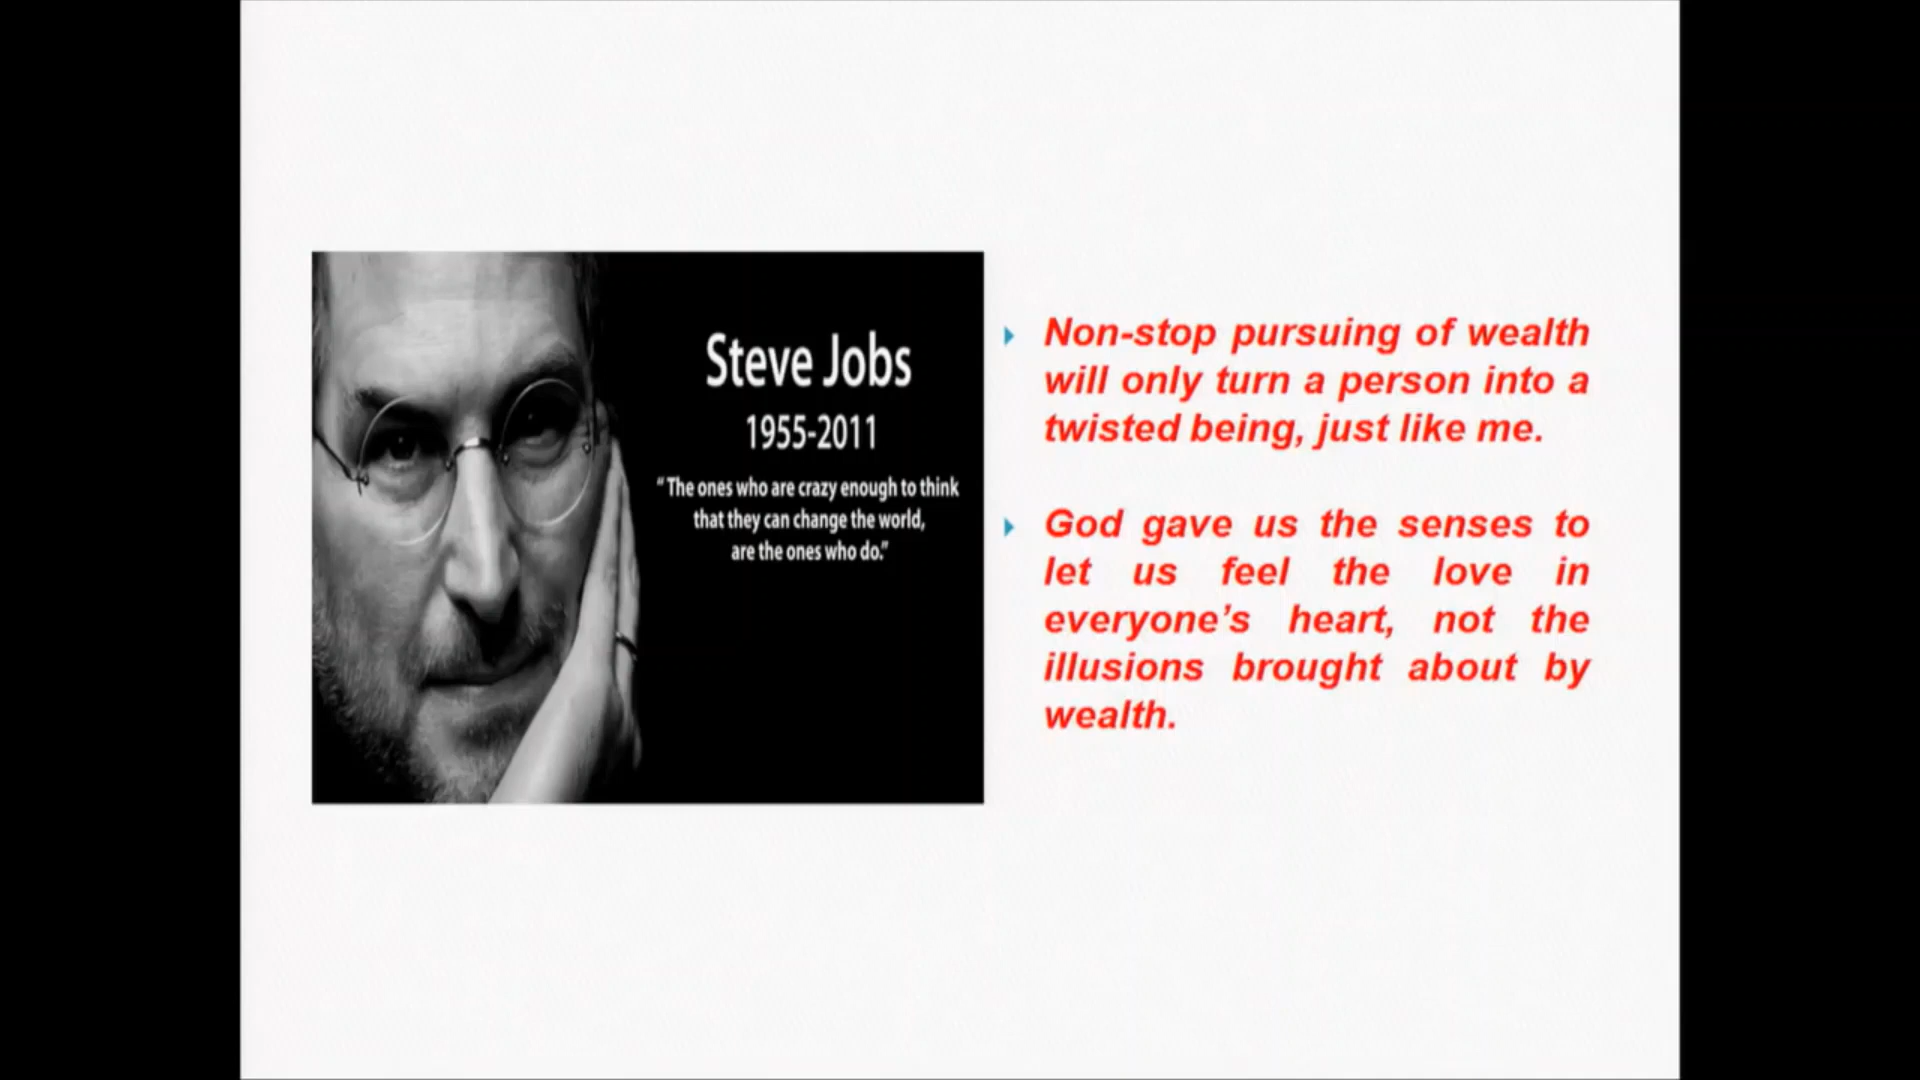 Steve Jobs
1955-2011
“The ones who are crazy enough to think
that they can change the world,
are the ones who do.”
Non-stop pursuing of wealth
will only turn a person into a
twisted being, just like me.
God gave us the senses to
let us feel the love in
everyone’s heart, not the
illusions brought about by
wealth.